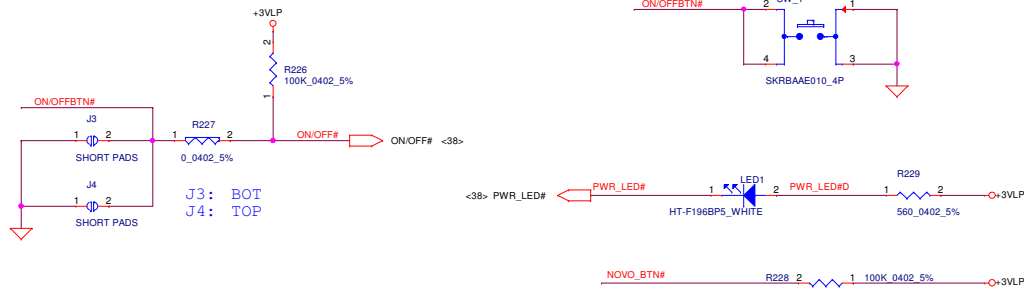 +3VLP
2
R226
100K_0402_5%
1
ON/OFFBTN#
J3
1 2
SHORT PADS
R227
1 2
0_0402_5%
ON/OFF#
ON/OFF# <38>
J4
1 2
SHORT PADS
J3: BOT
J4: TOP
ON/OFFBTN#
2 1
4 3
SKRBAAE010_4P
<38> PWR_LED#
PWR_LED#
1 2
LED1
HT-F196BP5_WHITE
PWR_LED#D
R229
1 2
560_0402_5%
+3VLP
NOVO_BTN#
R228 2 1 100K_0402_5%
+3VLP